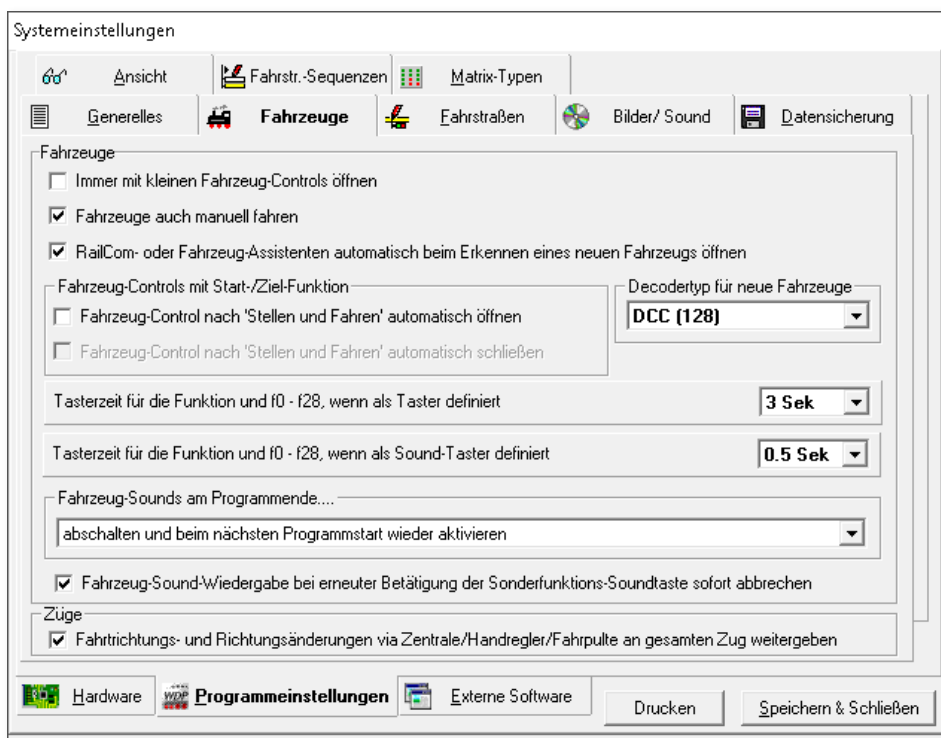 Systemeinstellungen
Ansicht
Fahrstr.-Sequenzen
Matrix-Typen
Generelles
Fahrzeuge
Fahrstraßen
Bilder/ Sound
Datensicherung
Fahrzeuge
Immer mit kleinen Fahrzeug-Controls öffnen
Fahrzeuge auch manuell fahren
RailCom- oder Fahrzeug-Assistenten automatisch beim Erkennen eines neuen Fahrzeugs öffnen
Fahrzeug-Controls mit Start-/Ziel-Funktion
Fahrzeug-Control nach 'Stellen und Fahren' automatisch öffnen
Fahrzeug-Control nach 'Stellen und Fahren' automatisch schließen
Decodertyp für neue Fahrzeuge
DCC (128)
Tasterzeit für die Funktion und f0 - f28, wenn als Taster definiert
3 Sek
Tasterzeit für die Funktion und f0 - f28, wenn als Sound-Taster definiert
0.5 Sek
Fahrzeug-Sounds am Programmende....
abschalten und beim nächsten Programmstart wieder aktivieren
Fahrzeug-Sound-Wiedergabe bei erneuter Betätigung der Sonderfunktions-Soundtaste sofort abbrechen
Züge
Fahrtrichtungs- und Richtungsänderungen via Zentrale/Handregler/Fahrpulte an gesamten Zug weitergeben
Hardware
WDP
Programmeinstellungen
Externe Software
Drucken
Speichern & Schließen